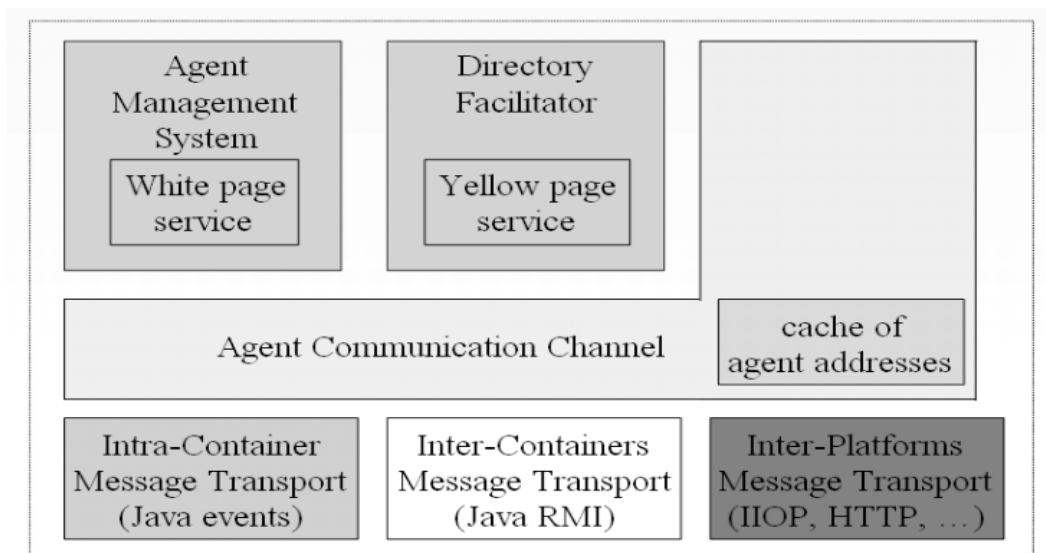 Agent
Management
System
White page
service
Directory
Facilitator
Yellow page
service
Agent Communication Channel
cache of
agent addresses
Intra-Container
Message Transport
(Java events)
Inter-Containers
Message Transport
(Java RMI)
Inter-Platforms
Message Transport
(IIOP, HTTP, …)